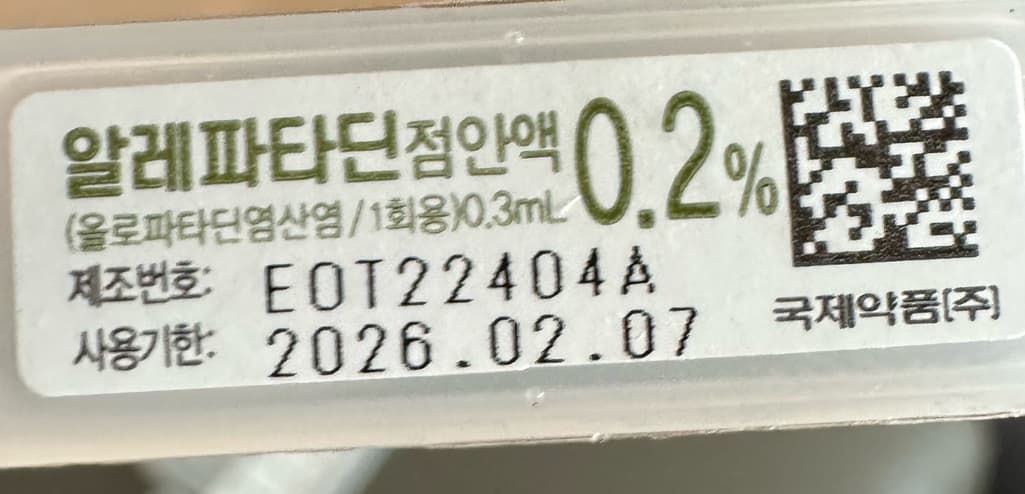 알레파타딘점안액0.2%
(올로파타딘염산염/1회용)0.3mL
제조번호: EOT22404A
사용기한: 2026.02.07
국제약품(주)